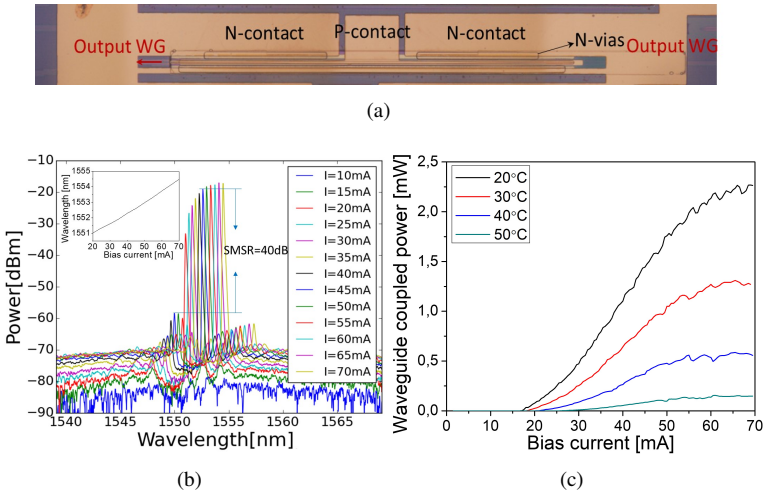 N-contact P-contact N-contact
Output WG N-vias Output WG
(a)
−10
−20
−30
−40
−50
−60
−70
−80
−90
Power[dBm]
1540 1545 1550 1555 1560 1565
Wavelength[nm]
1555
1554
1553
1552
1551
Wavelength [nm]
20 30 40 50 60 70
Bias current [mA]
SMSR=40dB
I=10mA
I=15mA
I=20mA
I=25mA
I=30mA
I=35mA
I=40mA
I=45mA
I=50mA
I=55mA
I=60mA
I=65mA
I=70mA
(b)
2,5
2,0
1,5
1,0
0,5
0,0
Waveguide coupled power [mW]
20°C
30°C
40°C
50°C
0 10 20 30 40 50 60 70
Bias current [mA]
(c)